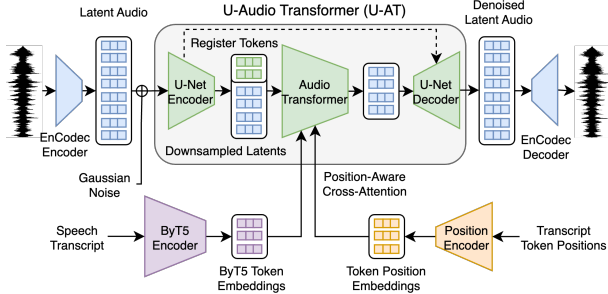 Latent Audio
U-Audio Transformer (U-AT)
Denoised
Latent Audio
Register Tokens
U-Net
Encoder
Audio
Transformer
U-Net
Decoder
EnCodec
Encoder
EnCodec
Decoder
Downsampled Latents
Gaussian
Noise
Position-Aware
Cross-Attention
Speech
Transcript
ByT5
Encoder
Position
Encoder
Transcript
Token Positions
ByT5 Token
Embeddings
Token Position
Embeddings